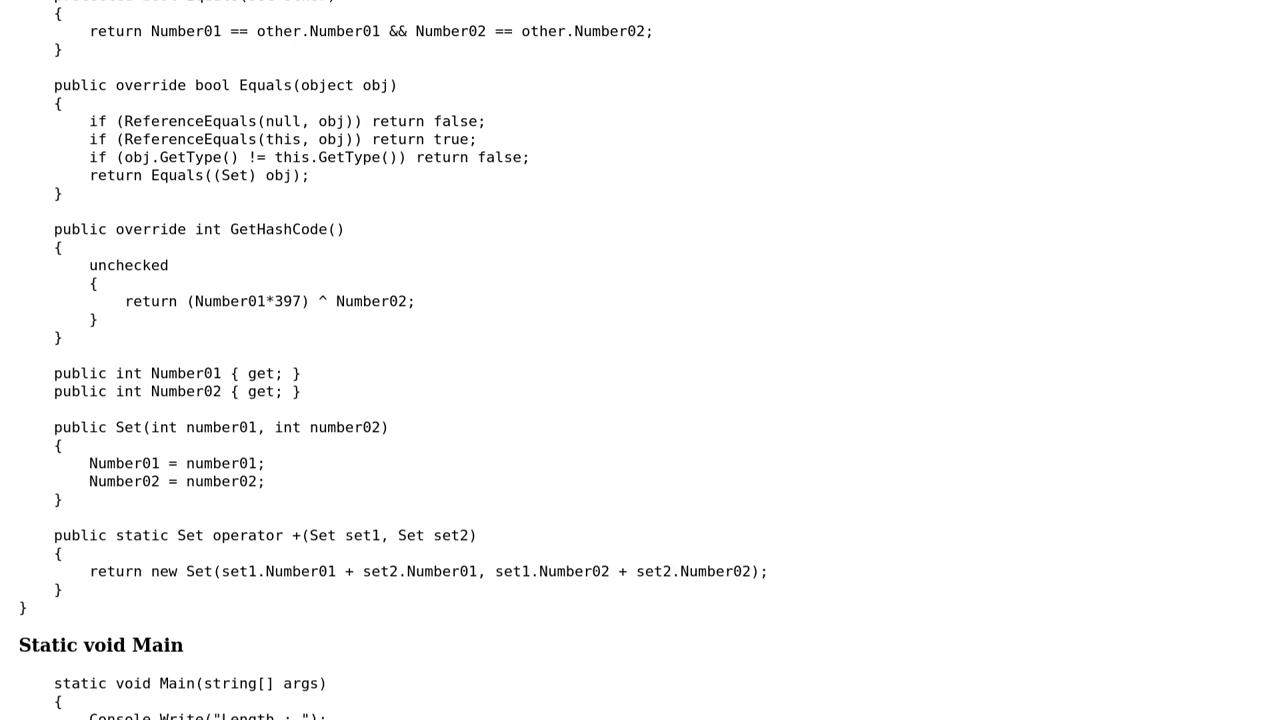 {
return Number01 == other.Number01 && Number02 == other.Number02;
}
public override bool Equals(object obj)
{
if (ReferenceEquals(null, obj)) return false;
if (ReferenceEquals(this, obj)) return true;
if (obj.GetType() != this.GetType()) return false;
return Equals((Set) obj);
}
public override int GetHashCode()
{
unchecked
{
return (Number01*397) ^ Number02;
}
}
public int Number01 { get; }
public int Number02 { get; }
public Set(int number01, int number02)
{
Number01 = number01;
Number02 = number02;
}
public static Set operator +(Set set1, Set set2)
{
return new Set(set1.Number01 + set2.Number01, set1.Number02 + set2.Number02);
}
}
Static void Main
static void Main(string[] args)
{
Console.Write("Length : ");